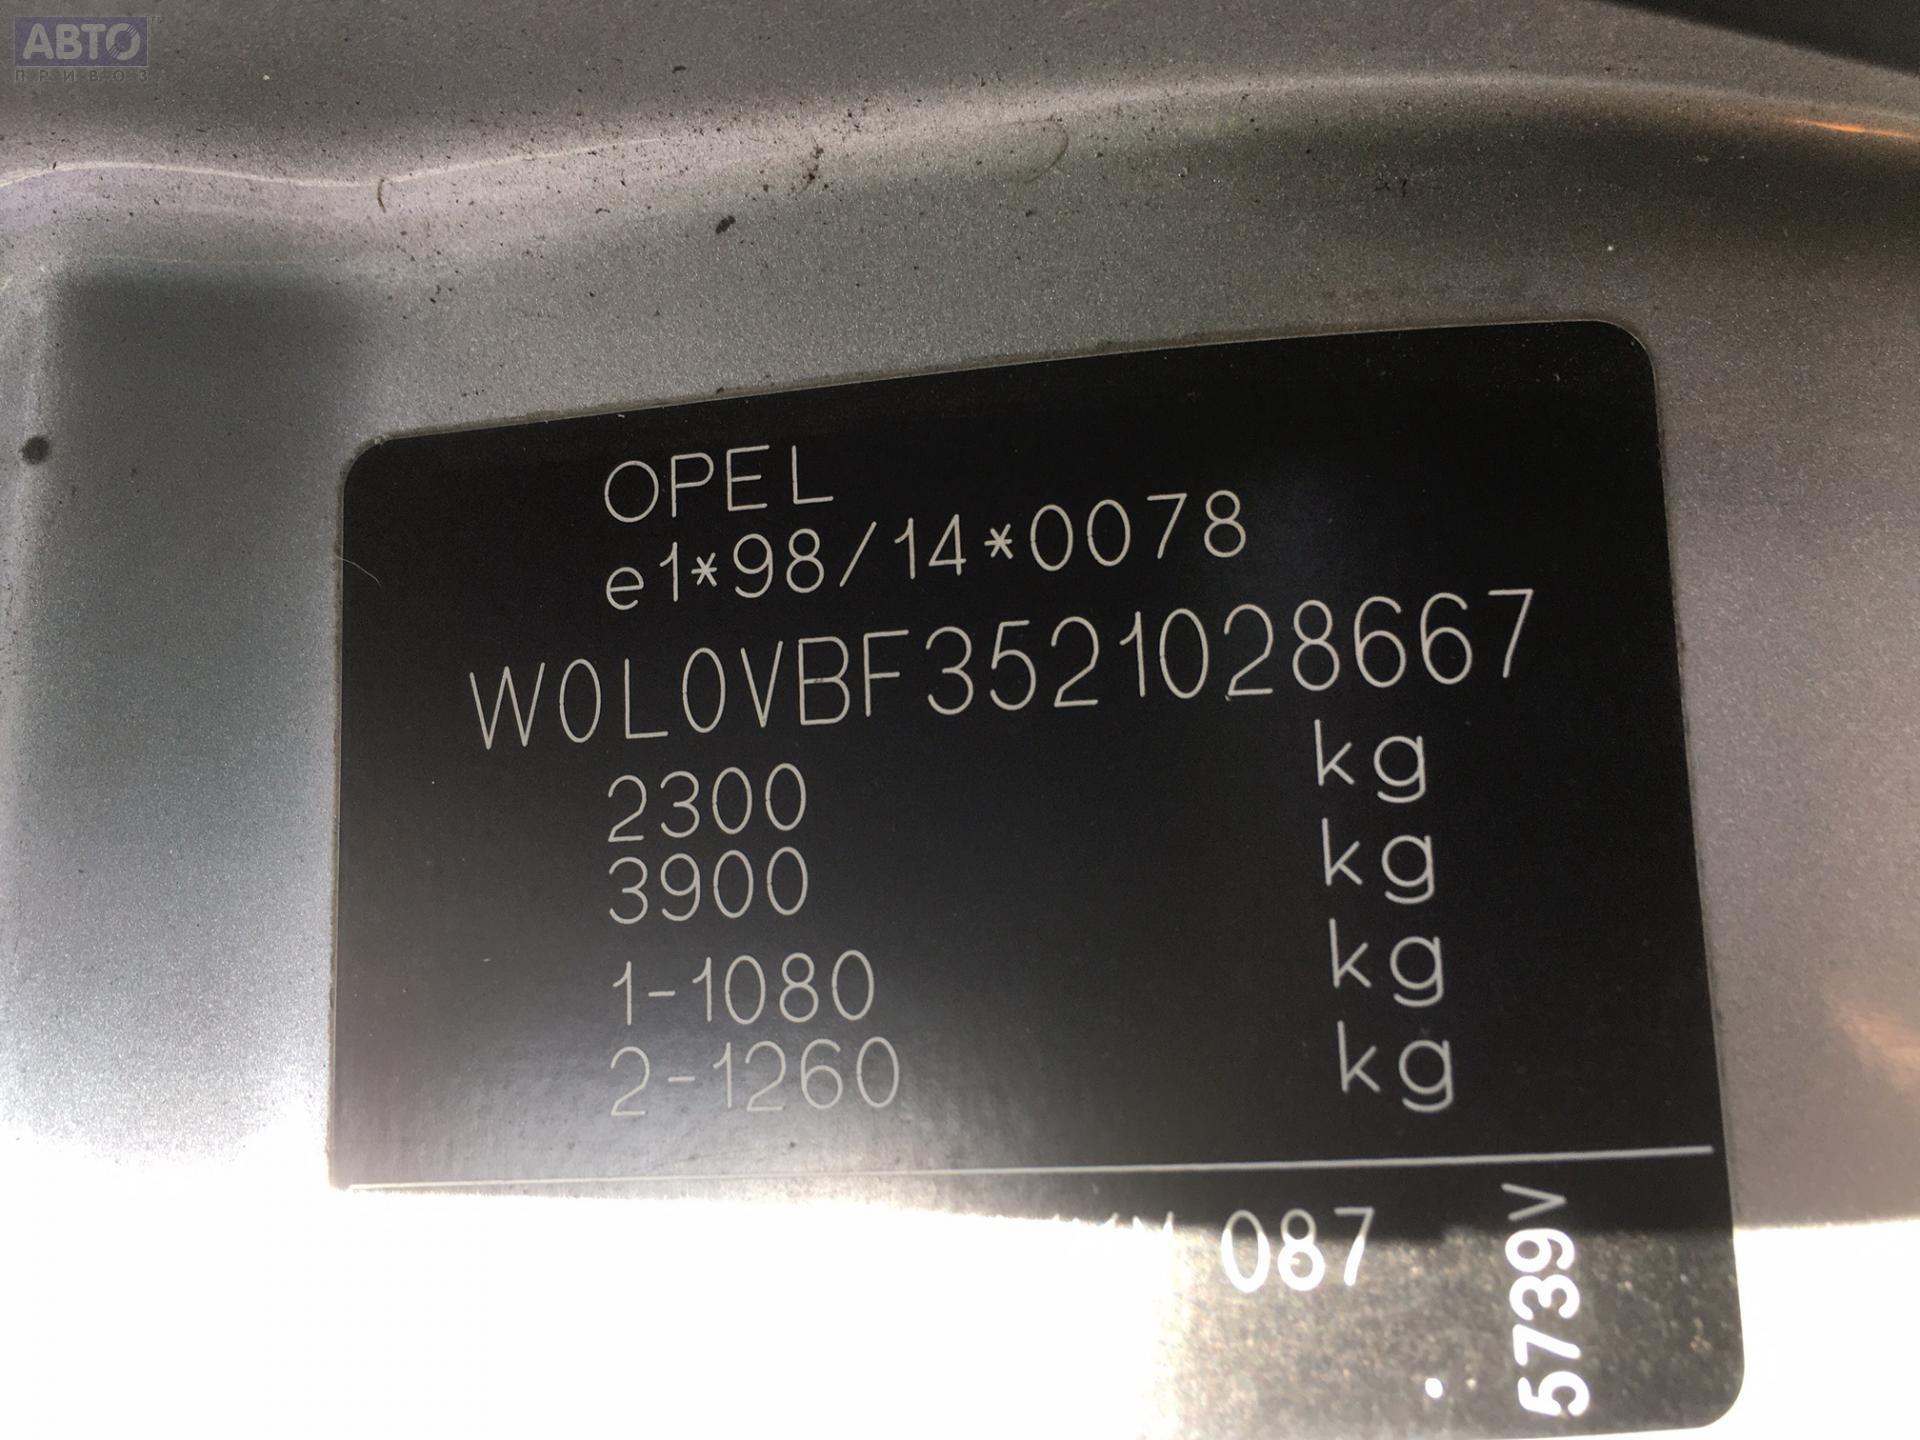 АВТО
ПРИВОЗ
OPEL
e1*98/14*0078
W0L0VBF3521028667
2300 kg
3900 kg
1-1080 kg
2-1260 kg
087
5739V